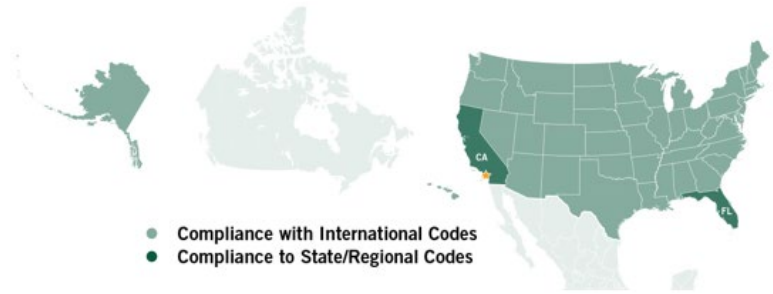 CA
FL
Compliance with International Codes
Compliance to State/Regional Codes